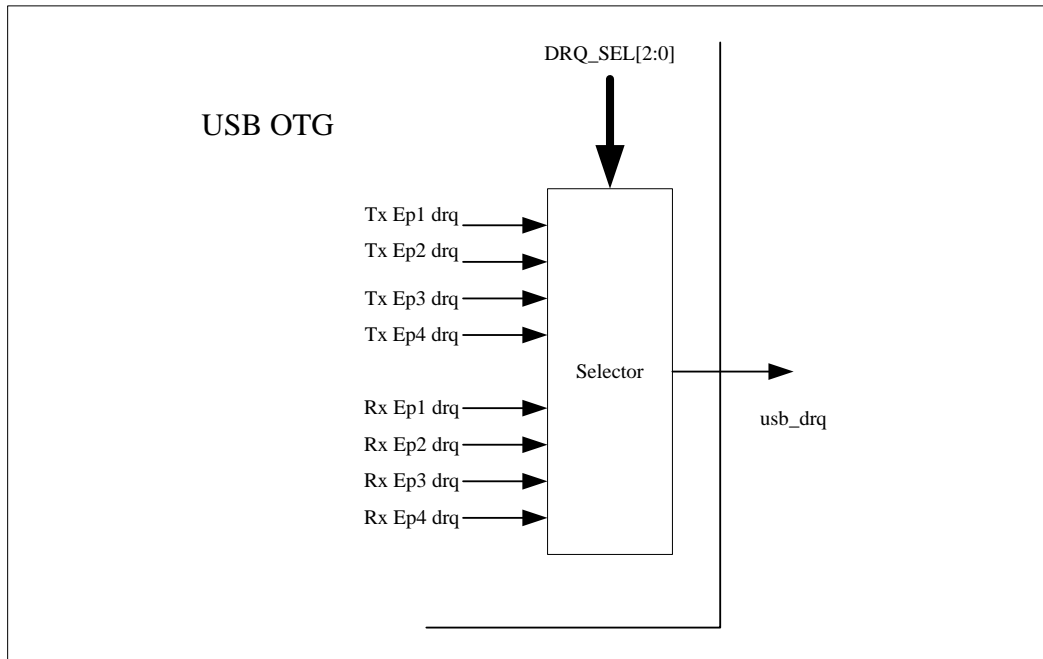 DRQ_SEL[2:0]
USB OTG
Tx Ep1 drq
Tx Ep2 drq
Tx Ep3 drq
Tx Ep4 drq
Selector
Rx Ep1 drq
usb_drq
Rx Ep2 drq
Rx Ep3 drq
Rx Ep4 drq